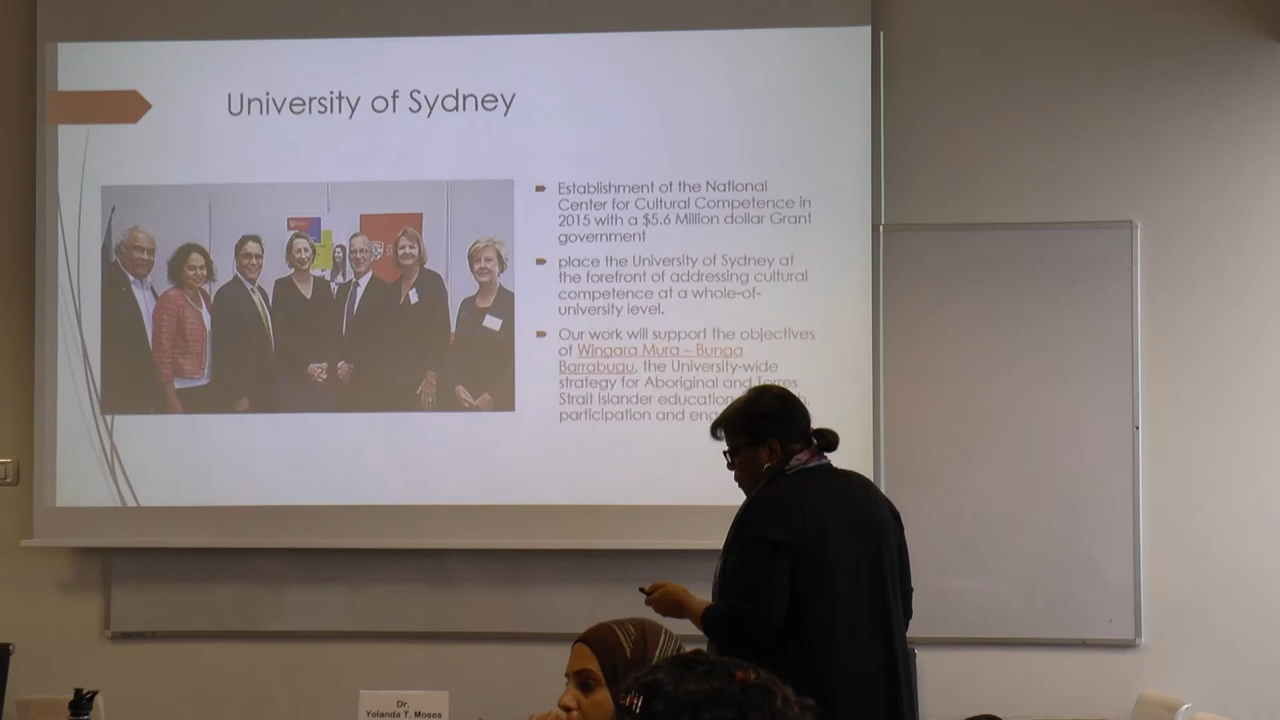 University of Sydney
Establishment of the National
Center for Cultural Competence in
2015 with a $5.6 Million dollar Grant
government
place the University of Sydney at
the forefront of addressing cultural
competence at a whole-of-
university level.
Our work will support the objectives
of Wingara Mura – Bunga
Barrabugu, the University-wide
strategy for Aboriginal and Torres
Strait Islander education
participation and
Dr.
Yolanda T. Moses